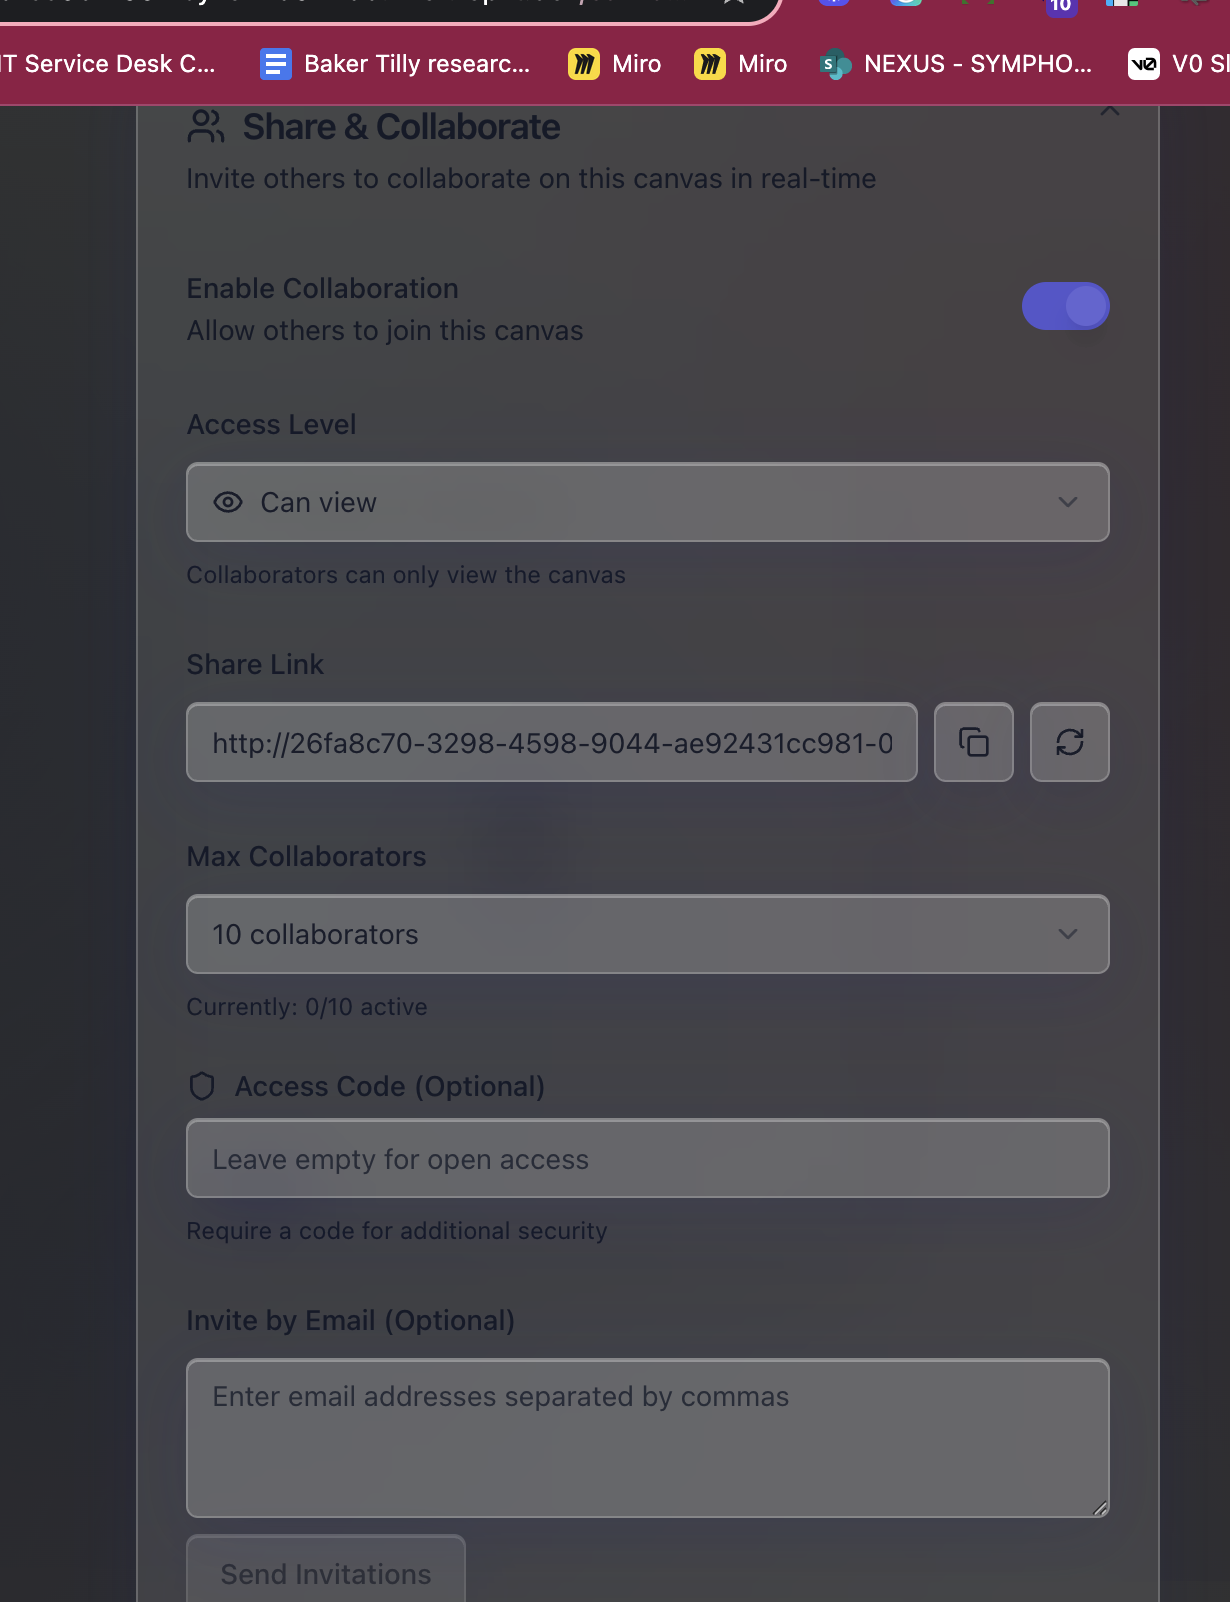 10
IT Service Desk C...
Baker Tilly researc...
Miro
Miro
NEXUS - SYMPHO...
V0
Share & Collaborate
Invite others to collaborate on this canvas in real-time
Enable Collaboration
Allow others to join this canvas
Access Level
Can view
Collaborators can only view the canvas
Share Link
http://26fa8c70-3298-4598-9044-ae92431cc981-0
Max Collaborators
10 collaborators
Currently: 0/10 active
Access Code (Optional)
Leave empty for open access
Require a code for additional security
Invite by Email (Optional)
Enter email addresses separated by commas
Send Invitations